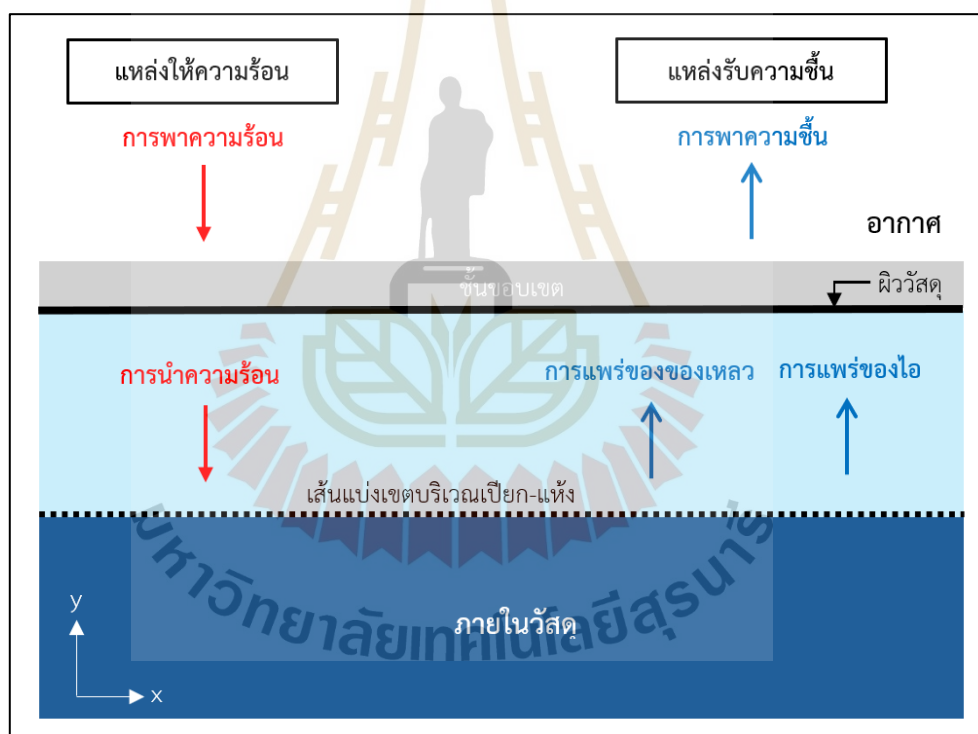 แหล่งให้ความร้อน
แหล่งรับความชื้น
การพาความร้อน
การพาความชื้น
อากาศ
ชั้นขอบเขต
ผิววัสดุ
การนำความร้อน
การแพร่ของของเหลว
การแพร่ของไอ
เส้นแบ่งเขตบริเวณเปียก-แห้ง
มหาวิทยาลัยเทคโนโลยีสุรนารี
ภายในวัสดุ
y
x